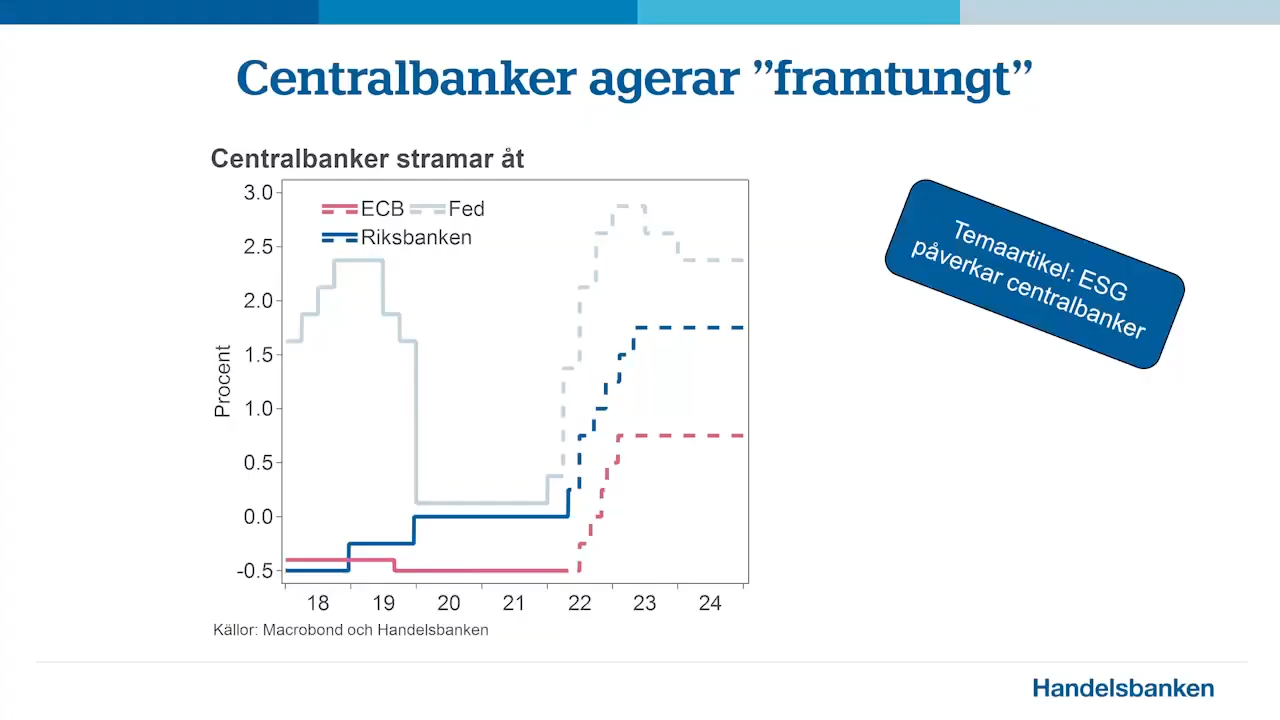 Centralbanker agerar ”framtungt”
Centralbanker stramar åt
ECB
Fed
Riksbanken
Procent
3.0
2.5
2.0
1.5
1.0
0.5
0.0
-0.5
18
19
20
21
22
23
24
Källor: Macrobond och Handelsbanken
Temaartikel: ESG
påverkar centralbanker
Handelsbanken